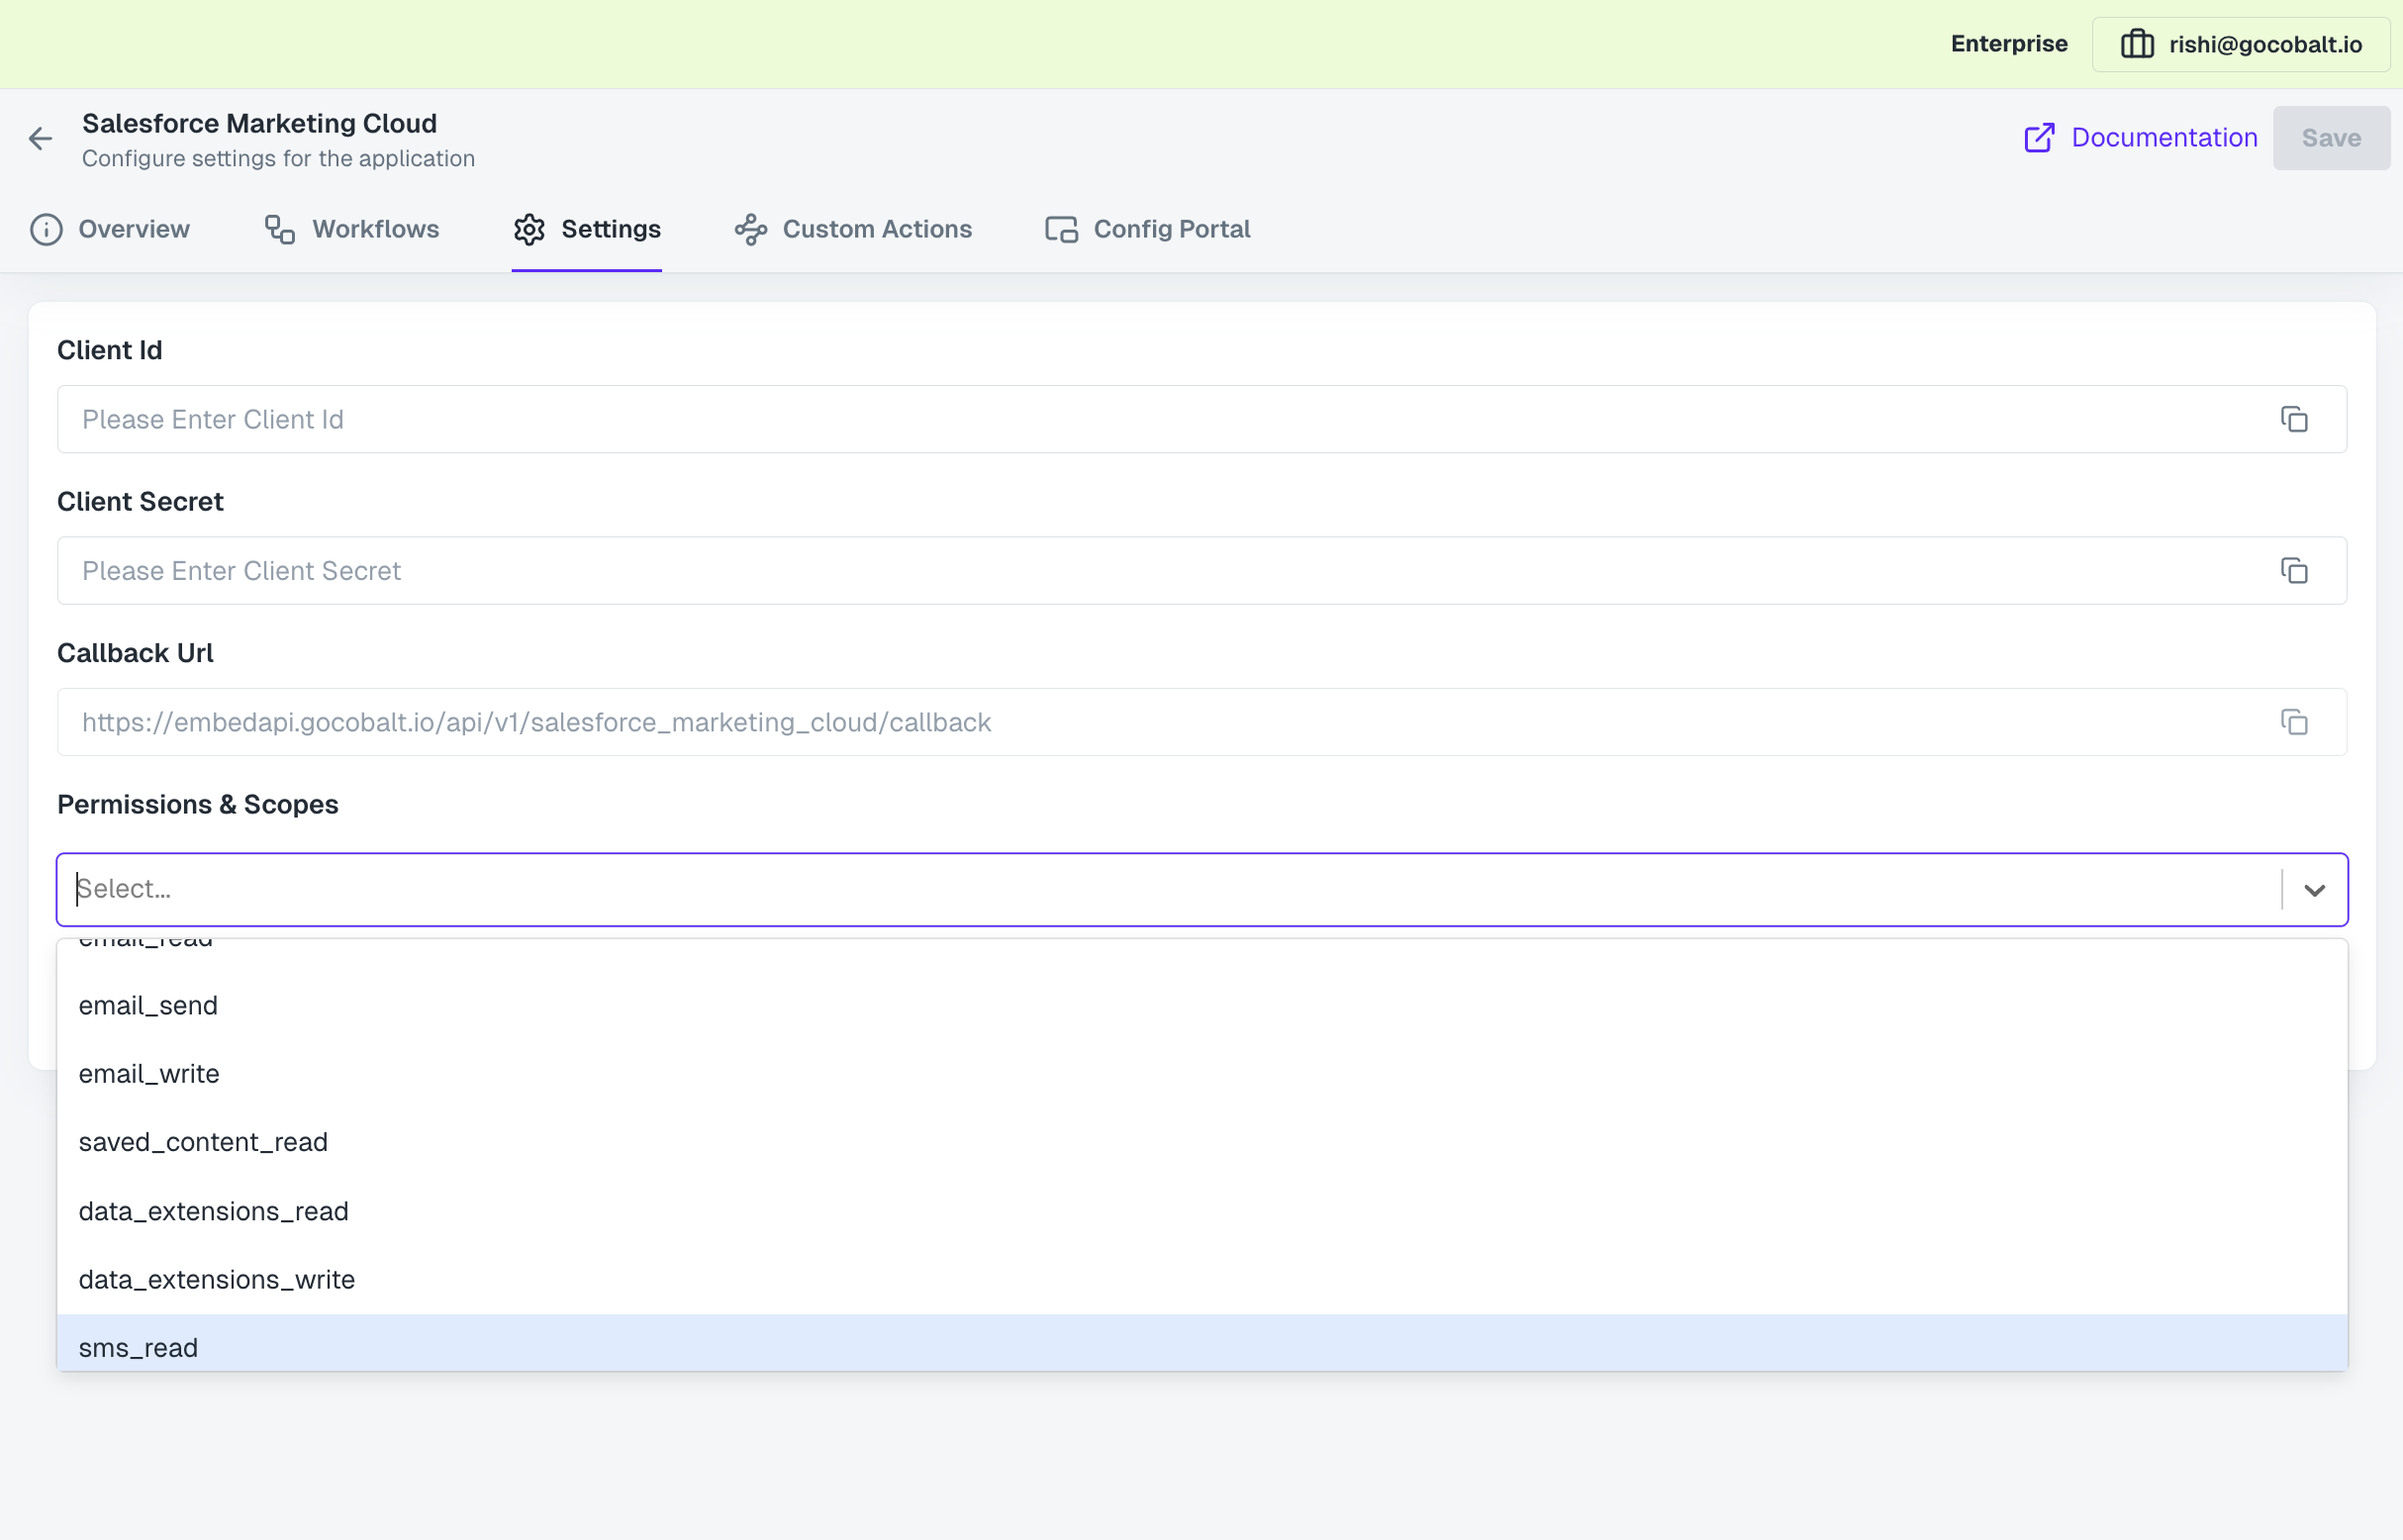 Enterprise
rishi@gocobalt.io
Salesforce Marketing Cloud
Configure settings for the application
Documentation
Save
Overview
Workflows
Settings
Custom Actions
Config Portal
Client Id
Please Enter Client Id
Client Secret
Please Enter Client Secret
Callback Url
https://embedapi.gocobalt.io/api/v1/salesforce_marketing_cloud/callback
Permissions & Scopes
Select...
email_read
email_send
email_write
saved_content_read
data_extensions_read
data_extensions_write
sms_read